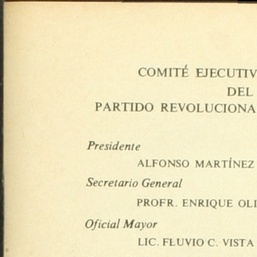 COMITÉ EJECUTIV
DEL
PARTIDO REVOLUCIONA
Presidente
ALFONSO MARTÍNEZ
Secretario General
PROFR. ENRIQUE OLI
Oficial Mayor
LIC. FLUVIO C. VISTA